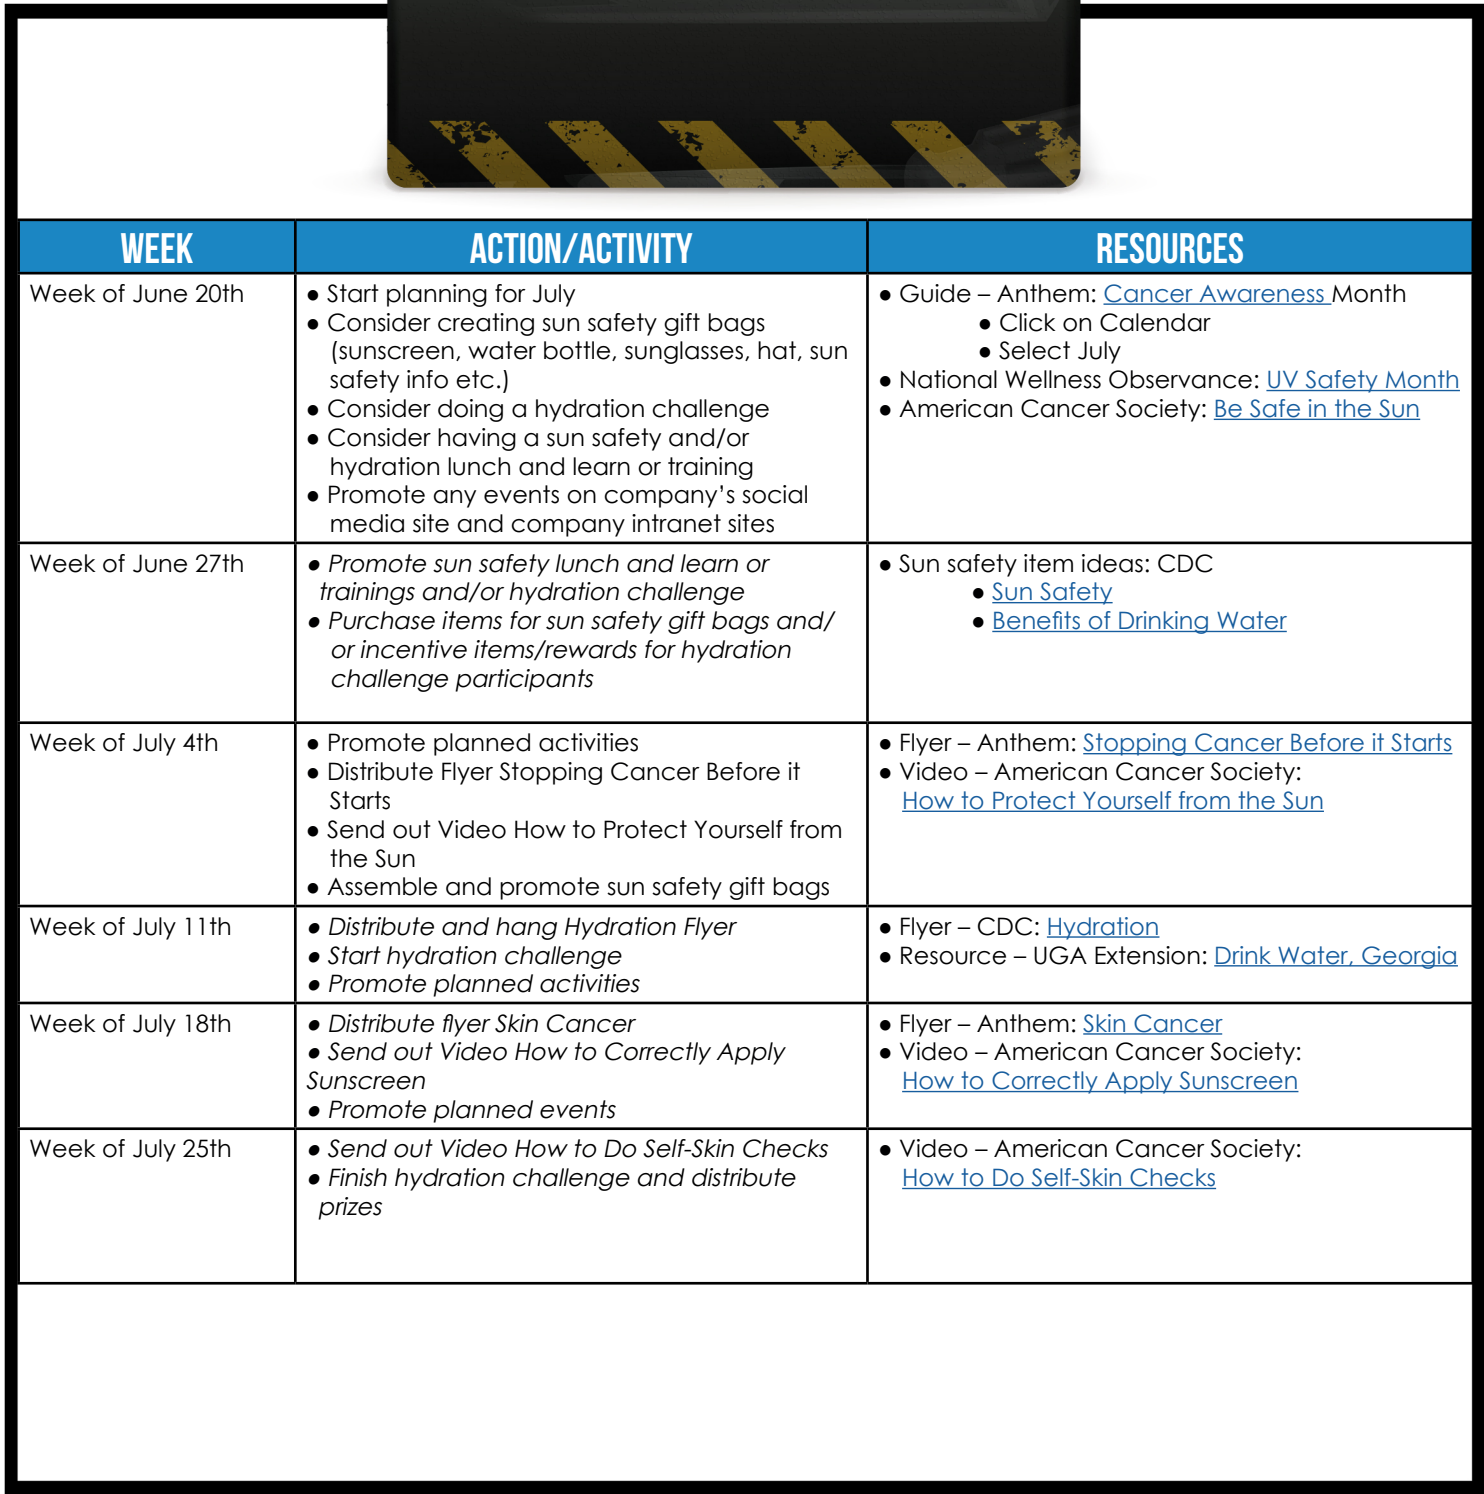 WEEK
ACTION/ACTIVITY
RESOURCES
Week of June 20th
● Start planning for July
● Consider creating sun safety gift bags
(sunscreen, water bottle, sunglasses, hat, sun
safety info etc.)
● Consider doing a hydration challenge
● Consider having a sun safety and/or
hydration lunch and learn or training
● Promote any events on company’s social
media site and company intranet sites
● Guide – Anthem: Cancer Awareness Month
● Click on Calendar
● Select July
● National Wellness Observance: UV Safety Month
● American Cancer Society: Be Safe in the Sun
Week of June 27th
● Promote sun safety lunch and learn or
trainings and/or hydration challenge
● Purchase items for sun safety gift bags and/
or incentive items/rewards for hydration
challenge participants
● Sun safety item ideas: CDC
● Sun Safety
● Benefits of Drinking Water
Week of July 4th
● Promote planned activities
● Distribute Flyer Stopping Cancer Before it
Starts
● Send out Video How to Protect Yourself from
the Sun
● Assemble and promote sun safety gift bags
● Flyer – Anthem: Stopping Cancer Before it Starts
● Video – American Cancer Society:
How to Protect Yourself from the Sun
Week of July 11th
● Distribute and hang Hydration Flyer
● Start hydration challenge
● Promote planned activities
● Flyer – CDC: Hydration
● Resource – UGA Extension: Drink Water, Georgia
Week of July 18th
● Distribute flyer Skin Cancer
● Send out Video How to Correctly Apply
Sunscreen
● Promote planned events
● Flyer – Anthem: Skin Cancer
● Video – American Cancer Society:
How to Correctly Apply Sunscreen
Week of July 25th
● Send out Video How to Do Self-Skin Checks
● Finish hydration challenge and distribute
prizes
● Video – American Cancer Society:
How to Do Self-Skin Checks